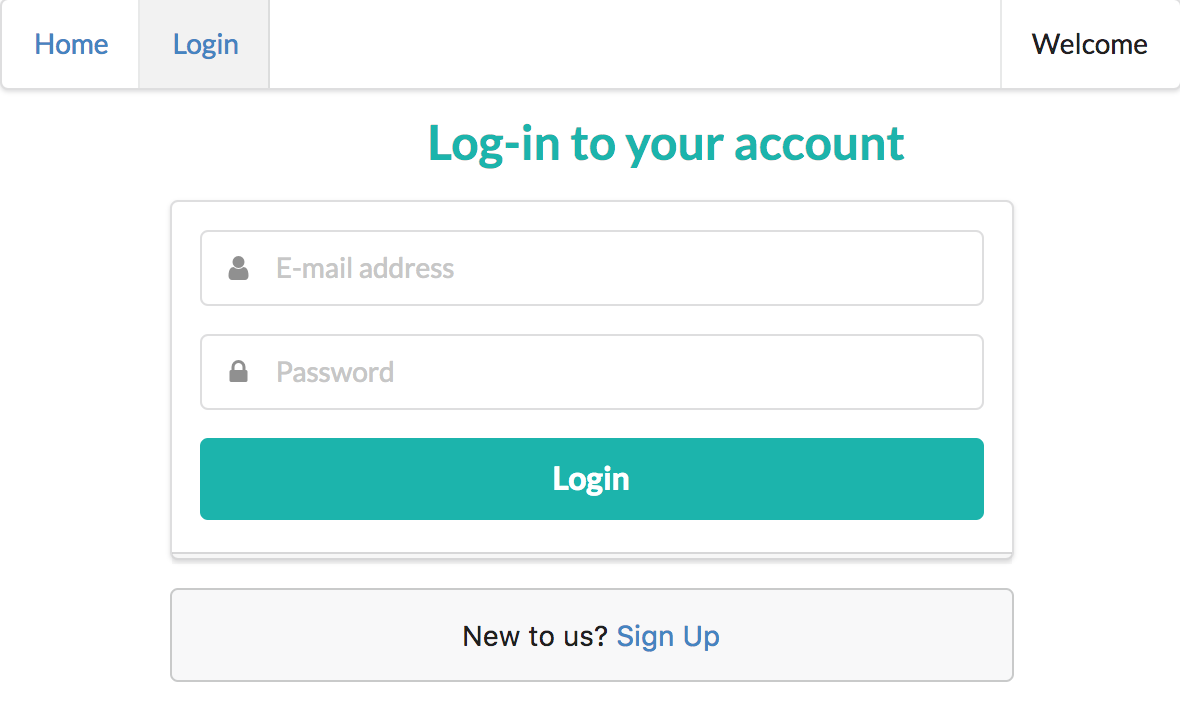 Home Login Welcome
Log-in to your account
E-mail address
Password
Login
New to us? Sign Up